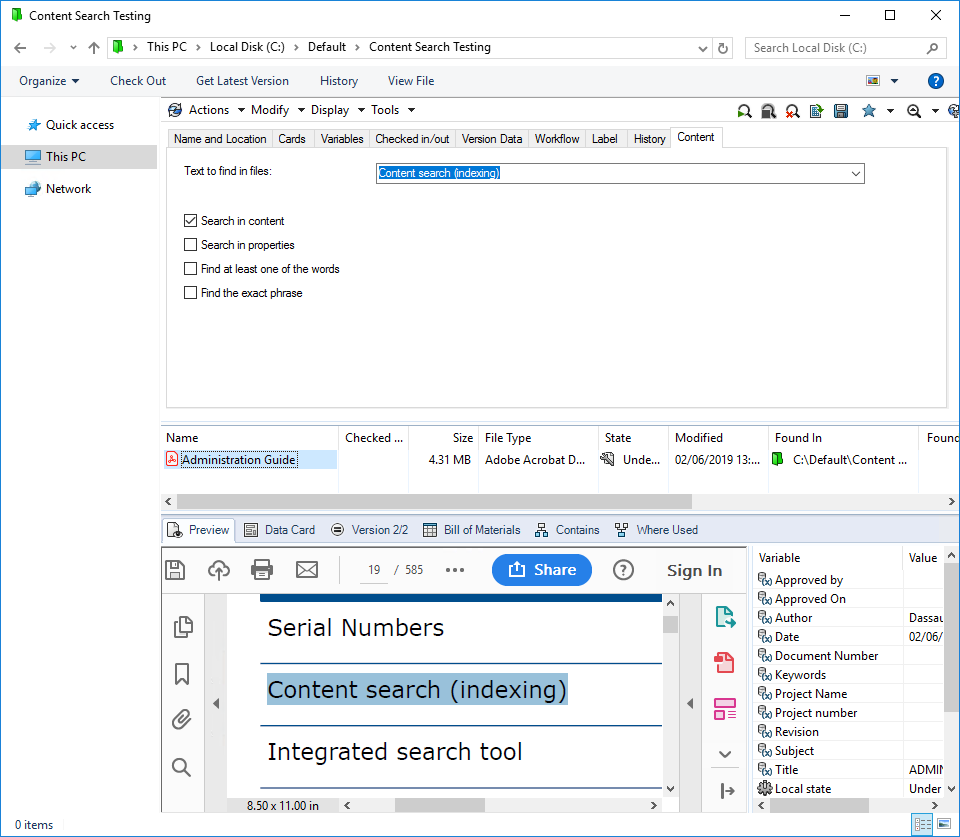 Content Search Testing
This PC > Local Disk (C:) > Default > Content Search Testing
Search Local Disk (C:)
Organize Check Out Get Latest Version History View File
Quick access
This PC
Network
Actions Modify Display Tools
Name and Location Cards Variables Checked in/out Version Data Workflow Label History Content
Text to find in files: Content search (indexing)
Search in content
Search in properties
Find at least one of the words
Find the exact phrase
Name Checked ... Size File Type State Modified Found In Found
Administration Guide 4.31 MB Adobe Acrobat D... Unde... 02/06/2019 13:... C:\Default\Content ...
Preview Data Card Version 2/2 Bill of Materials Contains Where Used
19 / 585 ••• Share ? Sign In
Serial Numbers
Content search (indexing)
Integrated search tool
8.50 x 11.00 in
Variable Value
Approved by
Approved On
Author Dassau
Date 02/06/
Document Number
Keywords
Project Name
Project number
Revision
Subject
Title ADMIN
Local state Under
0 items